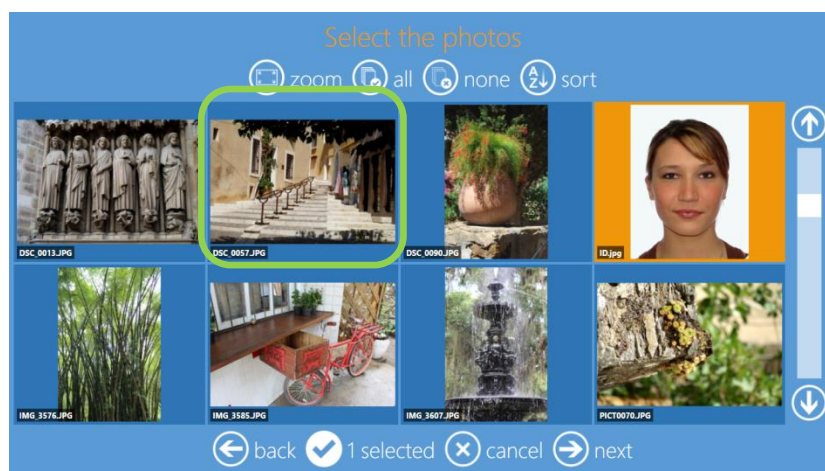 Select the photos
zoom all none sort
DSC_0013.JPG DSC_0057.JPG DSC_0090.JPG ID.jpg
IMG_3576.JPG IMG_3585.JPG IMG_3607.JPG PICT0070.JPG
back 1 selected cancel next